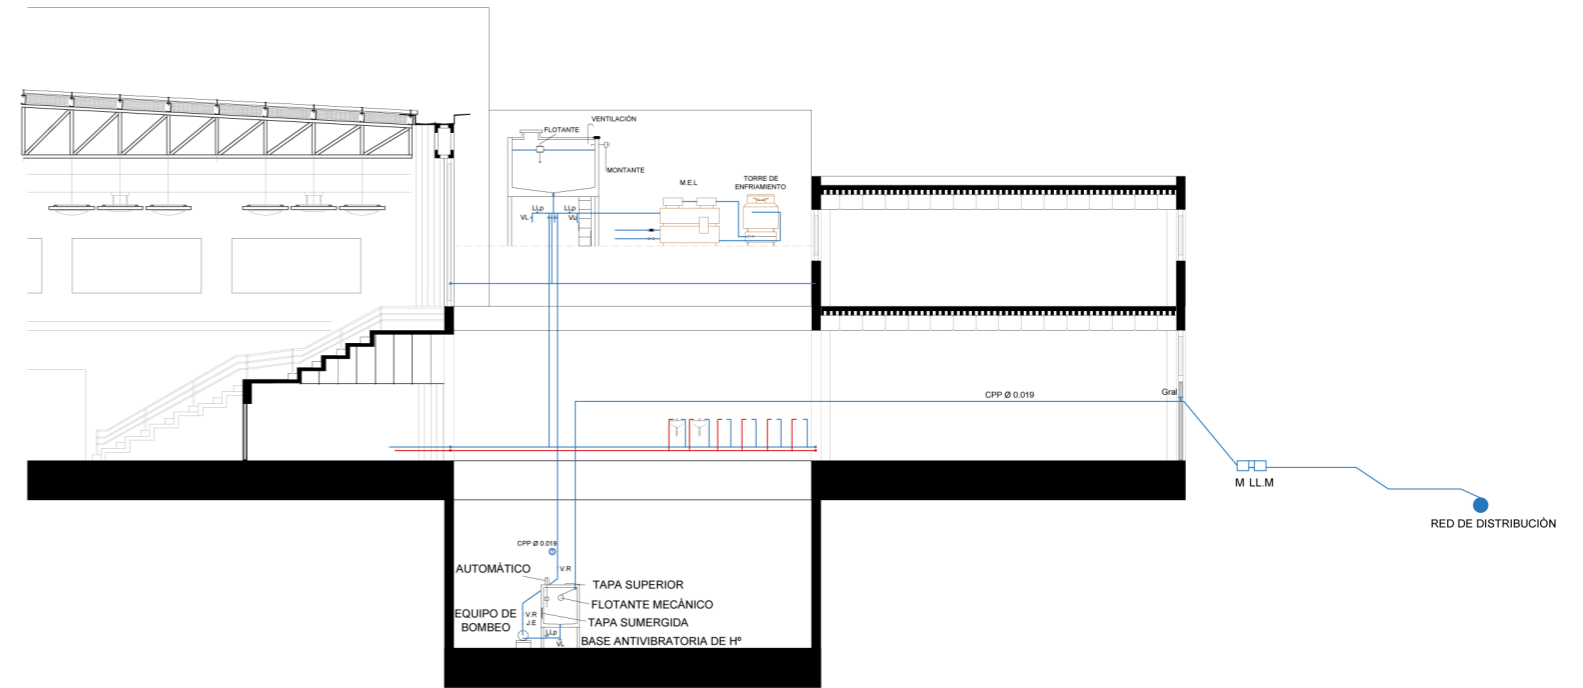 VENTILACIÓN
FLOTANTE
MONTANTE
M.E.L
TORRE DE
ENFRIAMIENTO
LLp
LLp
VL
VL
CPP Ø 0.019
Gral
M LL.M
RED DE DISTRIBUCIÒN
CPP Ø 0.019
V.R
AUTOMÀTICO
TAPA SUPERIOR
FLOTANTE MECÀNICO
EQUIPO DE
BOMBEO
V.R
J.E
TAPA SUMERGIDA
LLp
VL
BASE ANTIVIBRATORIA DE Hº